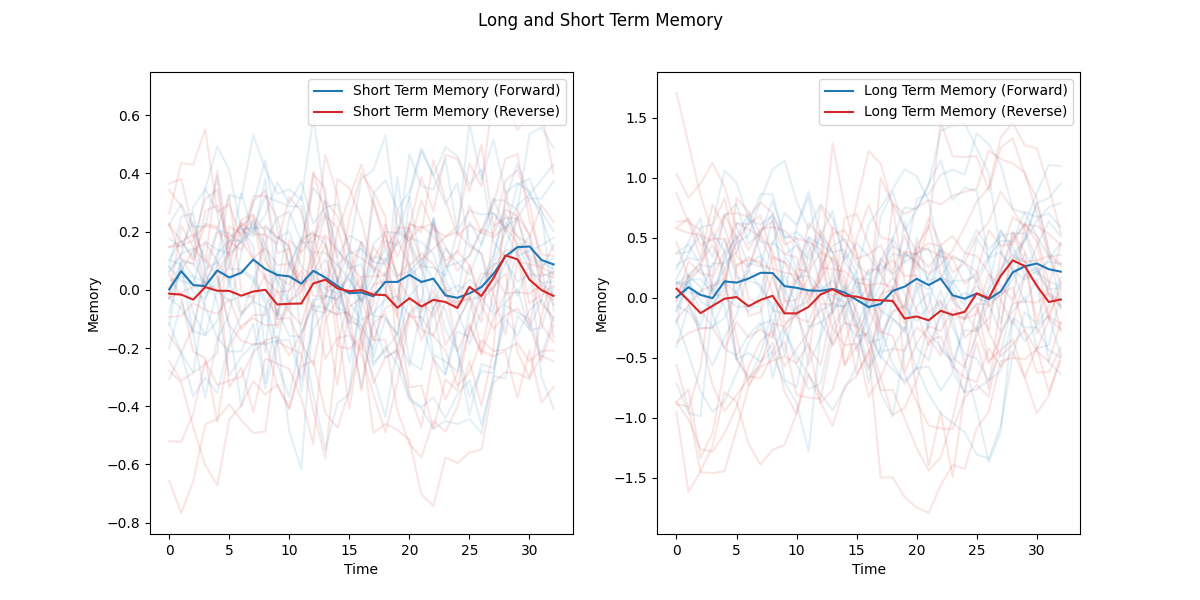 Long and Short Term Memory
Short Term Memory (Forward)
Short Term Memory (Reverse)
0.6
0.4
0.2
0.0
−0.2
−0.4
−0.6
−0.8
Memory
0 5 10 15 20 25 30
Time
Long Term Memory (Forward)
Long Term Memory (Reverse)
1.5
1.0
0.5
0.0
−0.5
−1.0
−1.5
Memory
0 5 10 15 20 25 30
Time